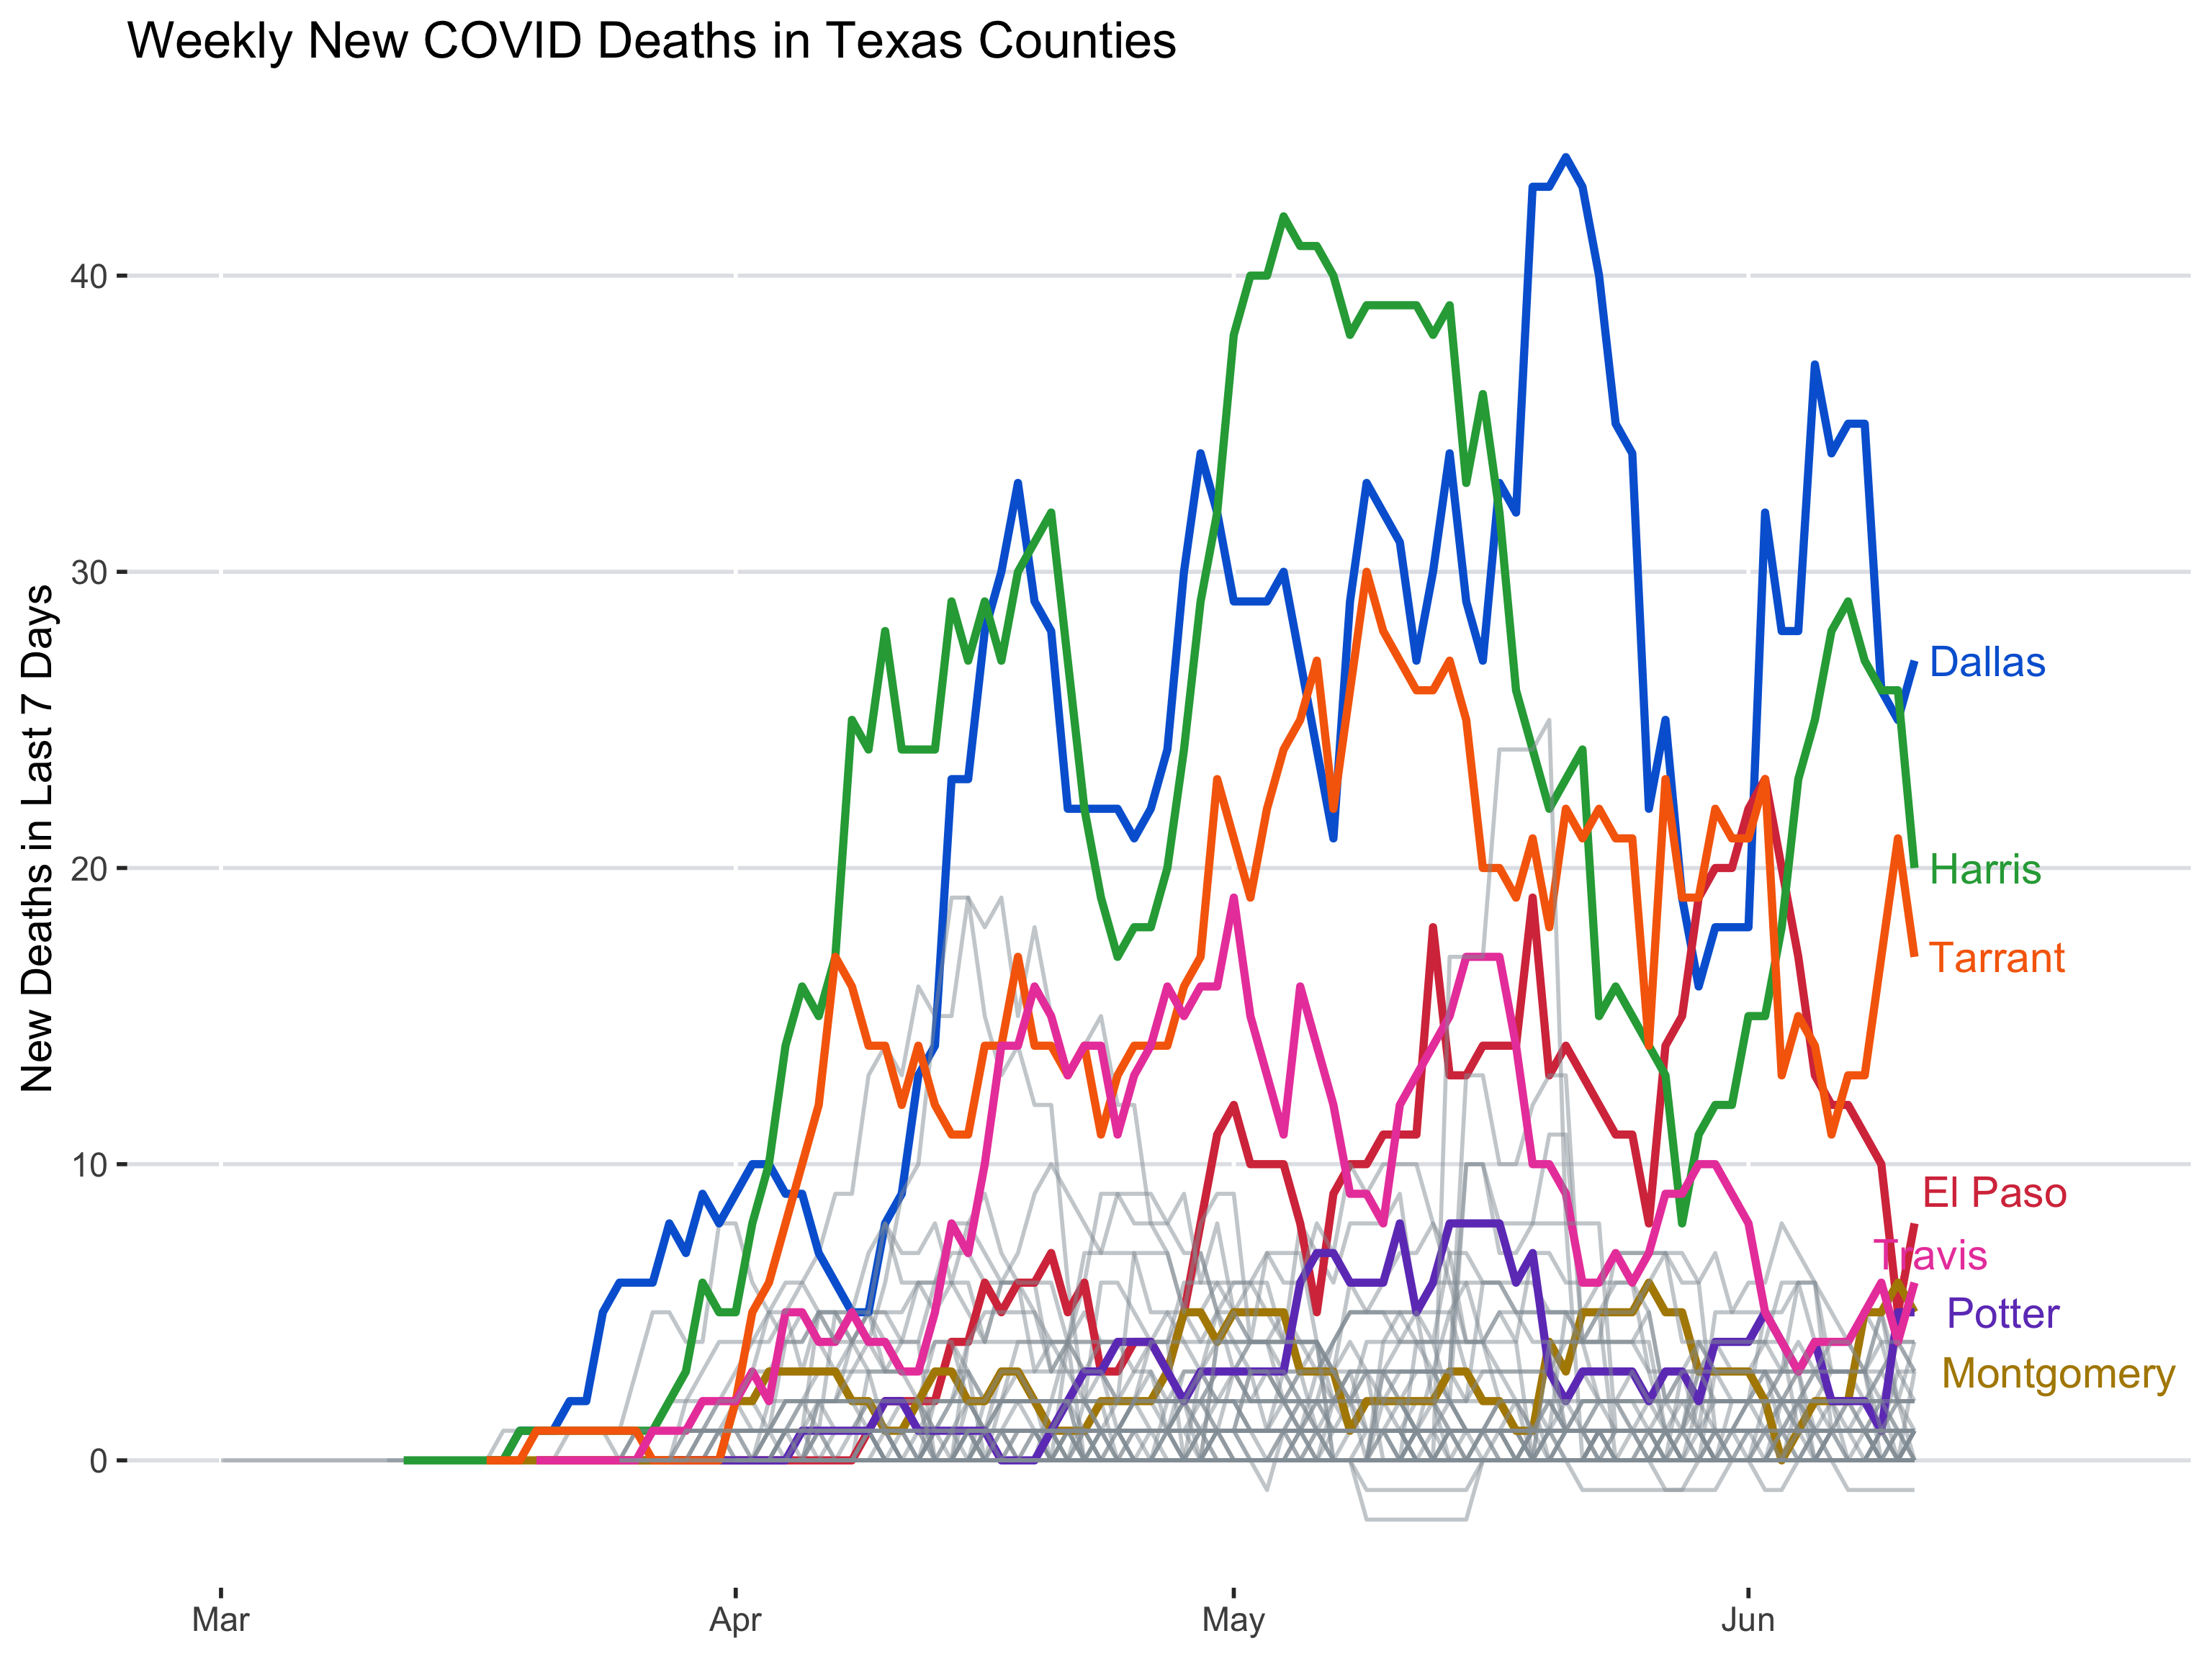 Weekly New COVID Deaths in Texas Counties
New Deaths in Last 7 Days
40
30
20
10
0
Dallas
Harris
Tarrant
El Paso
Travis
Potter
Montgomery
Mar
Apr
May
Jun